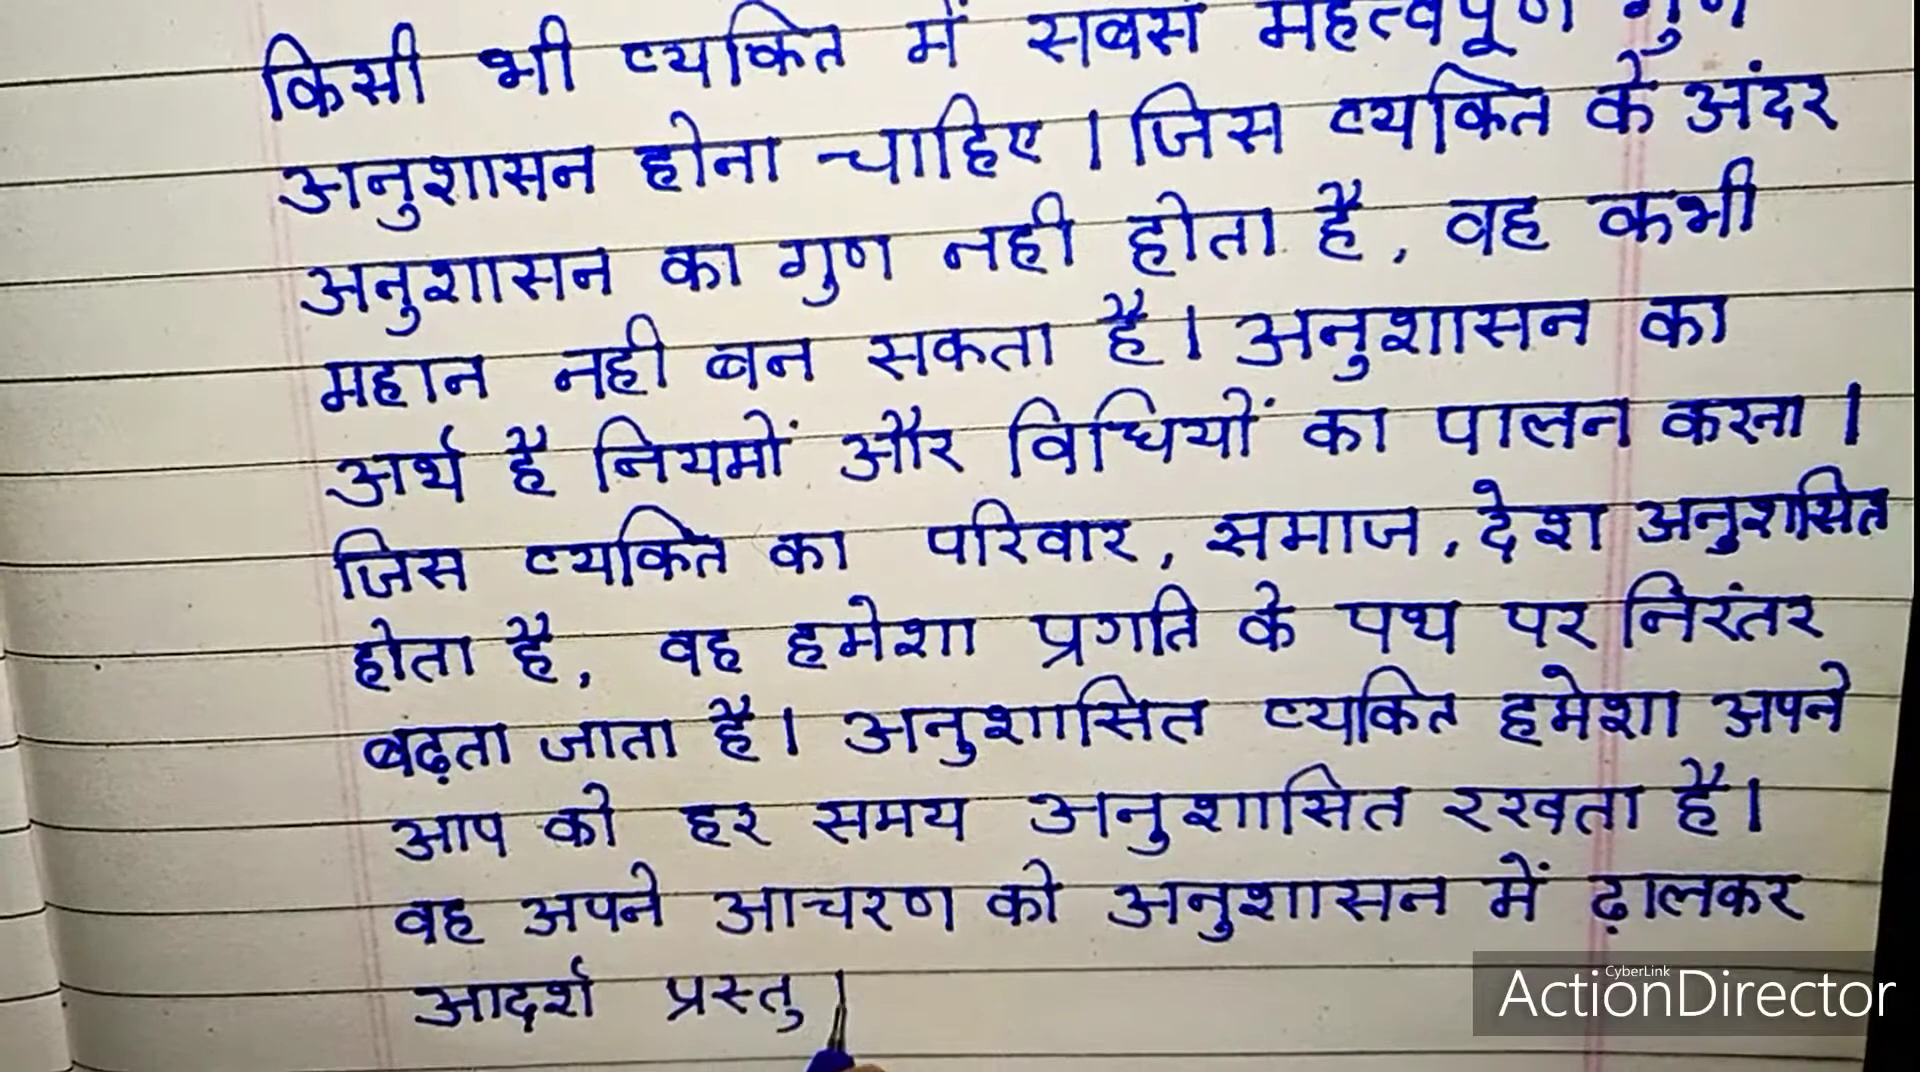 किसी भी व्यकित में सबसे महत्वपूर्ण गुण
अनुशासन होना चाहिए। जिस व्यकित के अंदर
अनुशासन का गुण नही होता है, वह कभी
महान नही बन सकता है। अनुशासन का
अर्थ है नियमों और विधियों का पालन करना।
जिस व्यकित का परिवार, समाज, देश अनुशसित
होता है, वह हमेशा प्रगति के पथ पर निरंतर
बढ़ता जाता है। अनुशासित व्यकित हमेशा अपने
आप को हर समय अनुशासित रखता है।
वह अपने आचरण को अनुशासन में ढ़ालकर
आदर्श प्रस्तु
CyberLink
ActionDirector